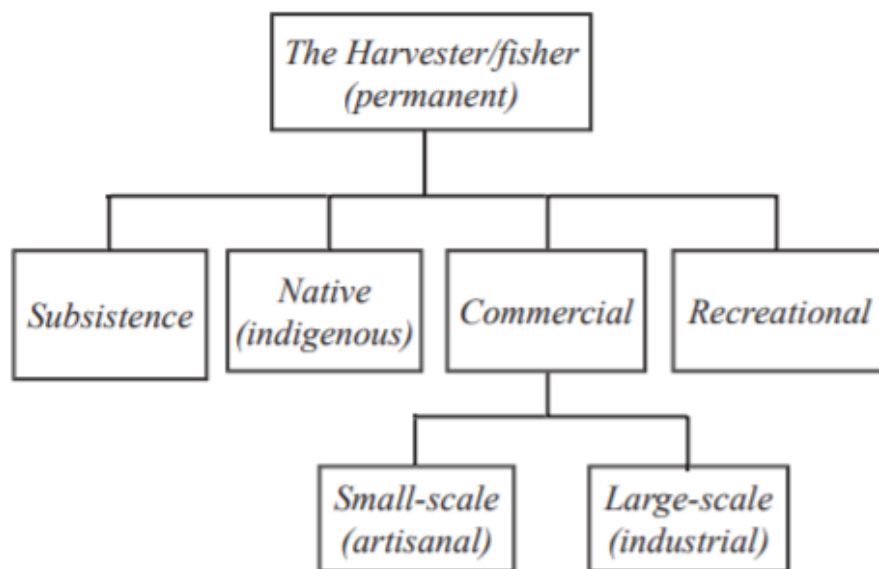 The Harvester/fisher
(permanent)
Subsistence
Native
(indigenous)
Commercial
Recreational
Small-scale
(artisanal)
Large-scale
(industrial)